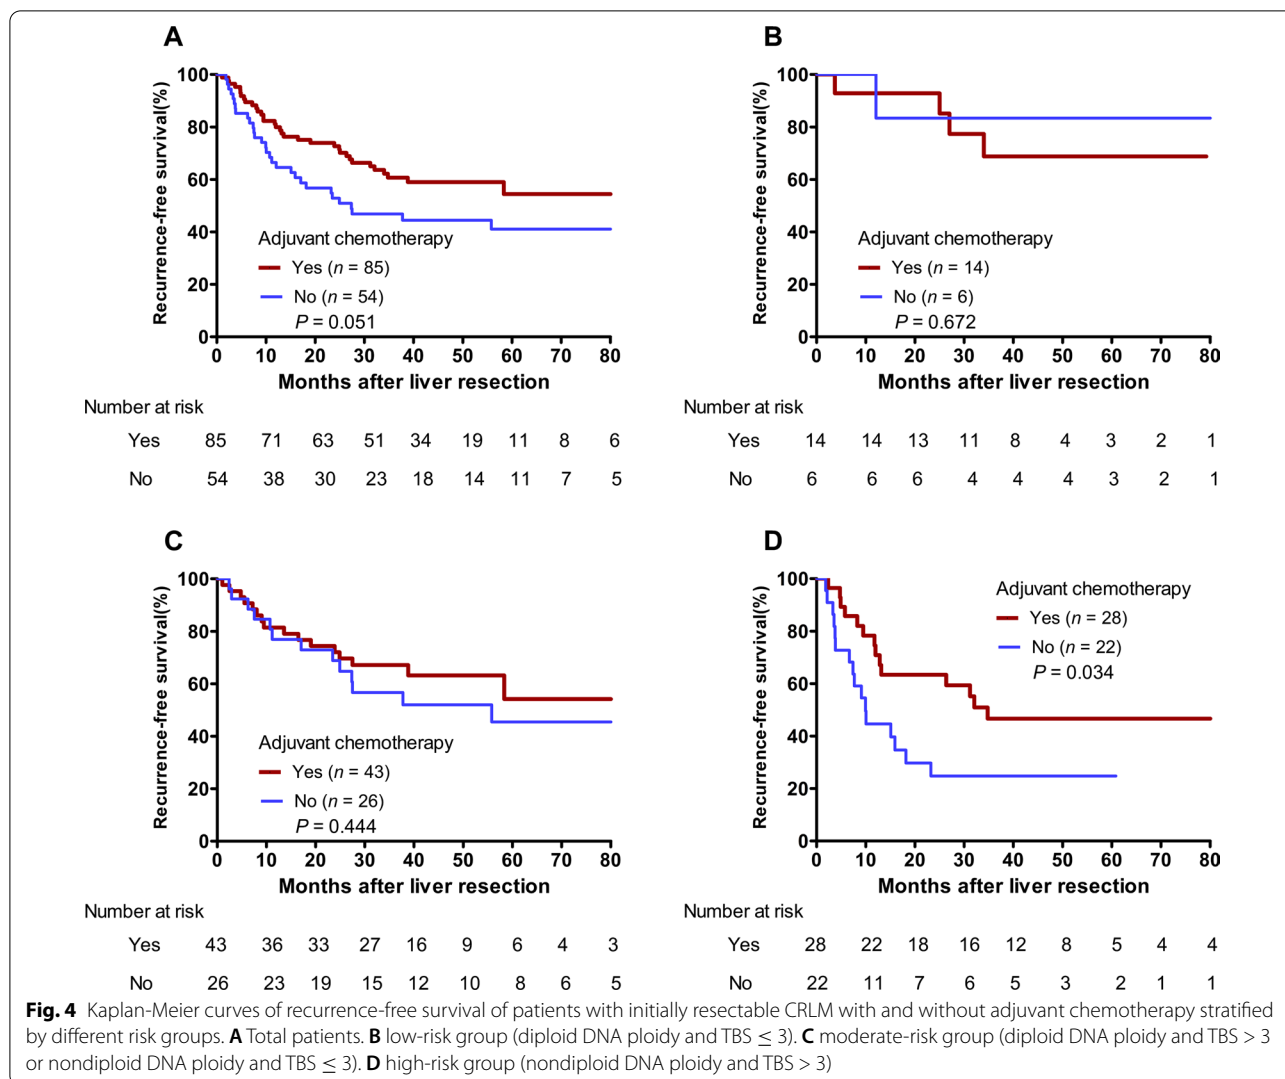 A
Recurrence-free survival(%)
100
80
60
40
20
0
Adjuvant chemotherapy
Yes (n = 85)
No (n = 54)
P = 0.051
0 10 20 30 40 50 60 70 80
Months after liver resection
Number at risk
Yes 85 71 63 51 34 19 11 8 6
No 54 38 30 23 18 14 11 7 5
B
Recurrence-free survival(%)
100
80
60
40
20
0
Adjuvant chemotherapy
Yes (n = 14)
No (n = 6)
P = 0.672
0 10 20 30 40 50 60 70 80
Months after liver resection
Number at risk
Yes 14 14 13 11 8 4 3 2 1
No 6 6 6 4 4 4 3 2 1
C
Recurrence-free survival(%)
100
80
60
40
20
0
Adjuvant chemotherapy
Yes (n = 43)
No (n = 26)
P = 0.444
0 10 20 30 40 50 60 70 80
Months after liver resection
Number at risk
Yes 43 36 33 27 16 9 6 4 3
No 26 23 19 15 12 10 8 6 5
D
Recurrence-free survival(%)
100
80
60
40
20
0
Adjuvant chemotherapy
Yes (n = 28)
No (n = 22)
P = 0.034
0 10 20 30 40 50 60 70 80
Months after liver resection
Number at risk
Yes 28 22 18 16 12 8 5 4 4
No 22 11 7 6 5 3 2 1 1
Fig. 4 Kaplan-Meier curves of recurrence-free survival of patients with initially resectable CRLM with and without adjuvant chemotherapy stratified
by different risk groups. A Total patients. B low-risk group (diploid DNA ploidy and TBS ≤ 3). C moderate-risk group (diploid DNA ploidy and TBS > 3
or nondiploid DNA ploidy and TBS ≤ 3). D high-risk group (nondiploid DNA ploidy and TBS > 3)